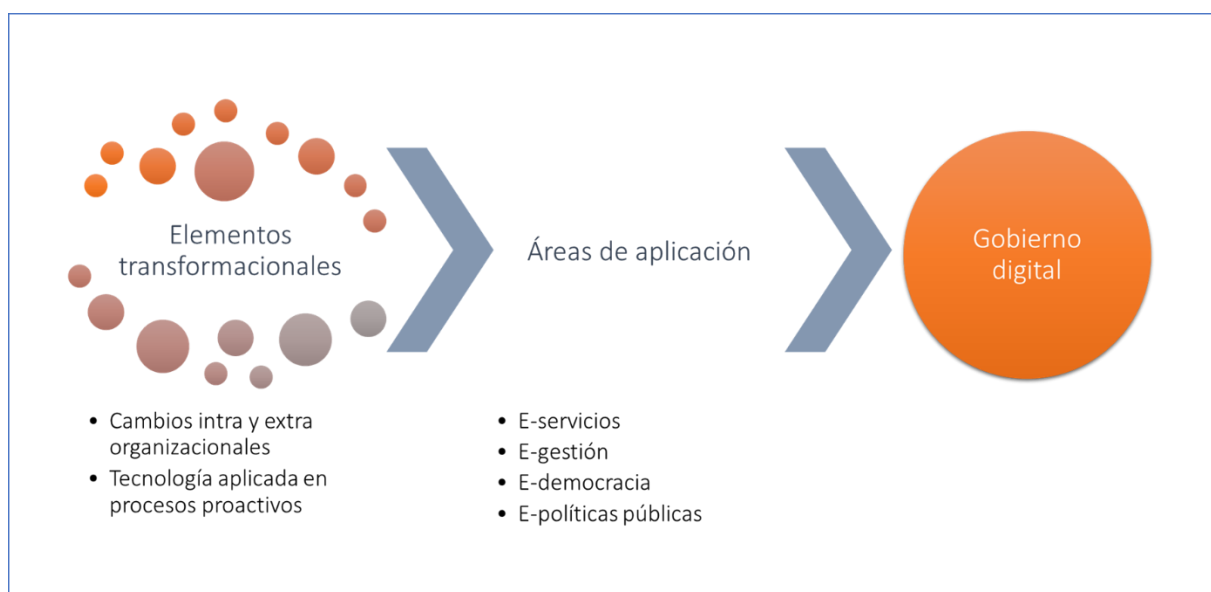 Elementos
transformacionales
Áreas de aplicación
Gobierno
digital
• Cambios intra y extra
organizacionales
• Tecnología aplicada en
procesos proactivos
• E-servicios
• E-gestión
• E-democracia
• E-políticas públicas